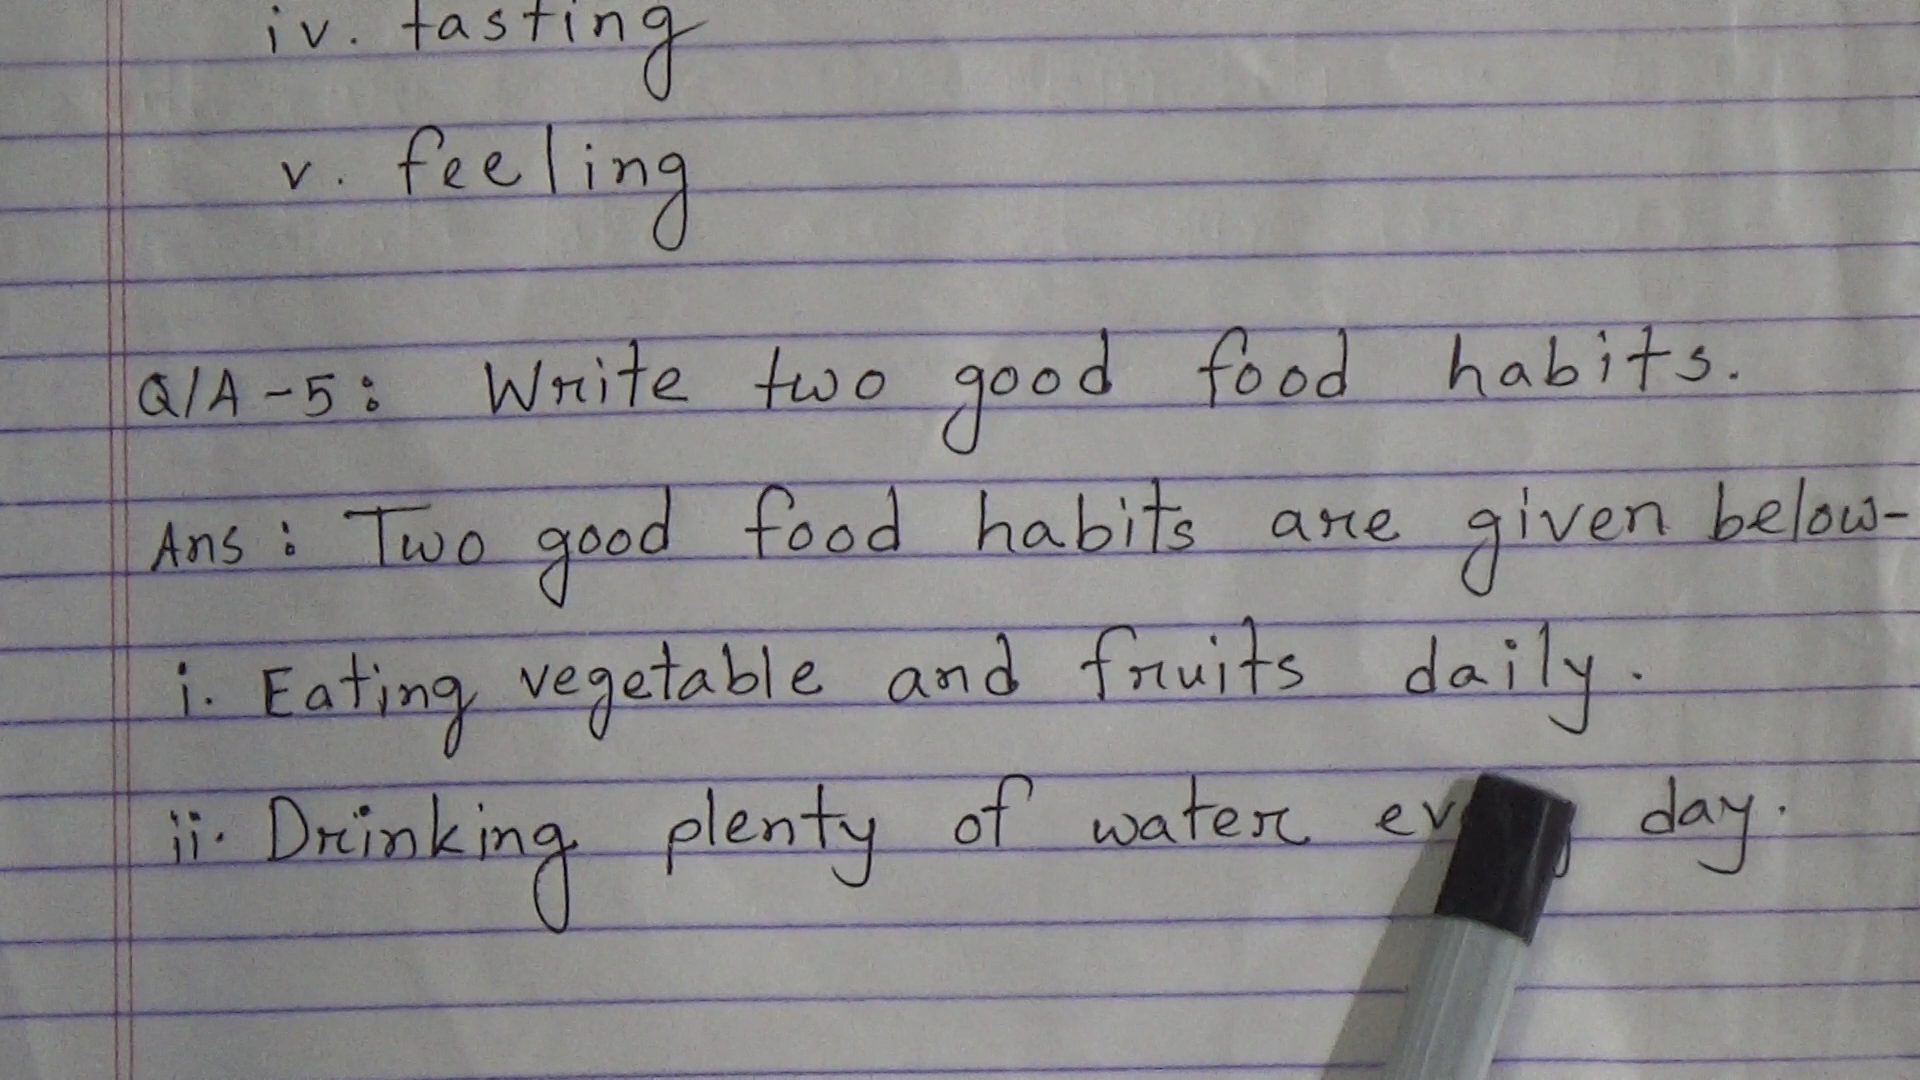 iv. tasting
v. feeling
Q/A-5: Write two good food habits.
Ans: Two good food habits are given below-
i. Eating vegetable and fruits daily.
ii. Drinking plenty of water day.